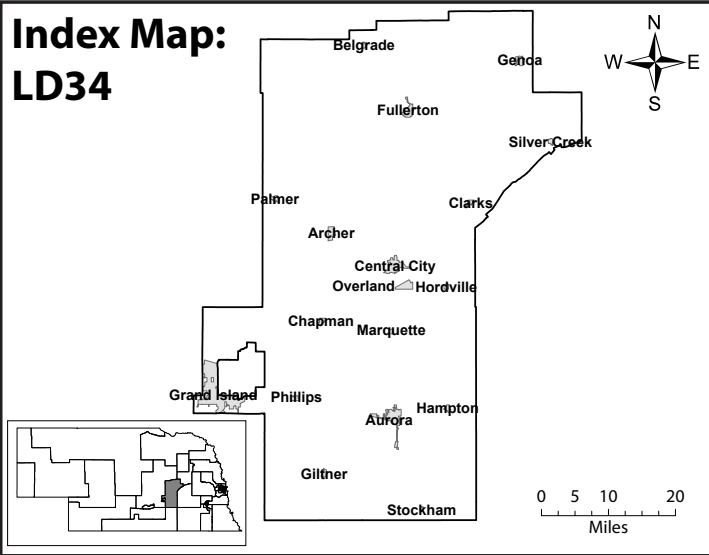 Index Map:
LD34
N
W E
S
Belgrade
Genoa
Fullerton
Silver Creek
Palmer
Clarks
Archer
Central City
Overland
Hordville
Chapman
Marquette
Grand Island
Phillips
Hampton
Aurora
Giltner
Stockham
0 5 10 20
Miles